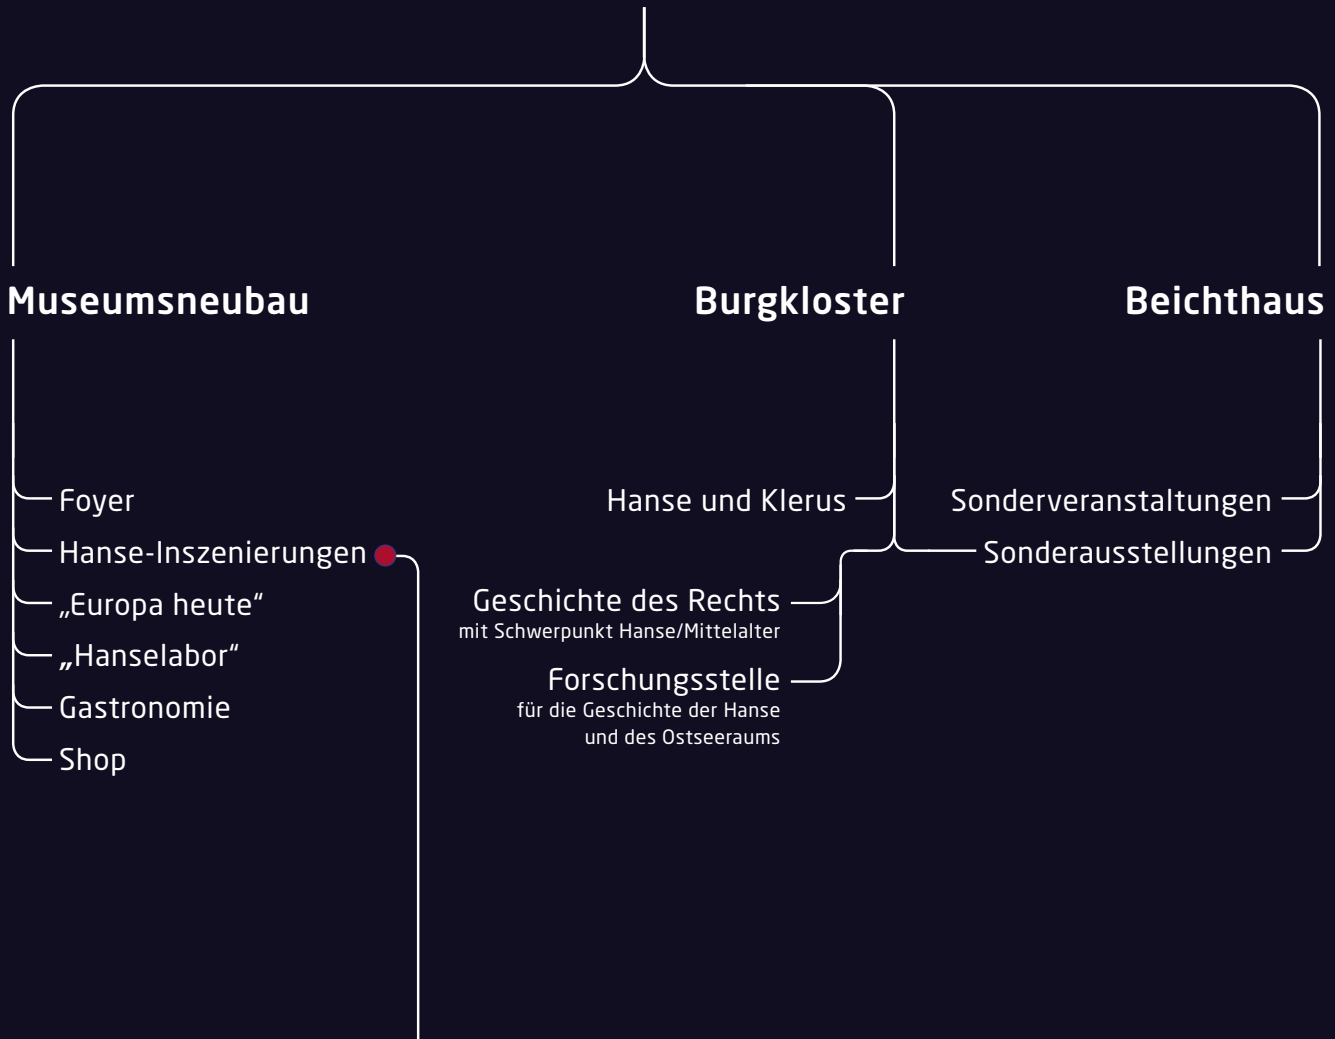 Museumsneubau
Burgkloster
Beichthaus
Foyer
Hanse-Inszenierungen
„Europa heute“
„Hanselabor“
Gastronomie
Shop
Hanse und Klerus
Geschichte des Rechts
mit Schwerpunkt Hanse/Mittelalter
Forschungsstelle
für die Geschichte der Hanse
und des Ostseeraums
Sonderveranstaltungen
Sonderausstellungen